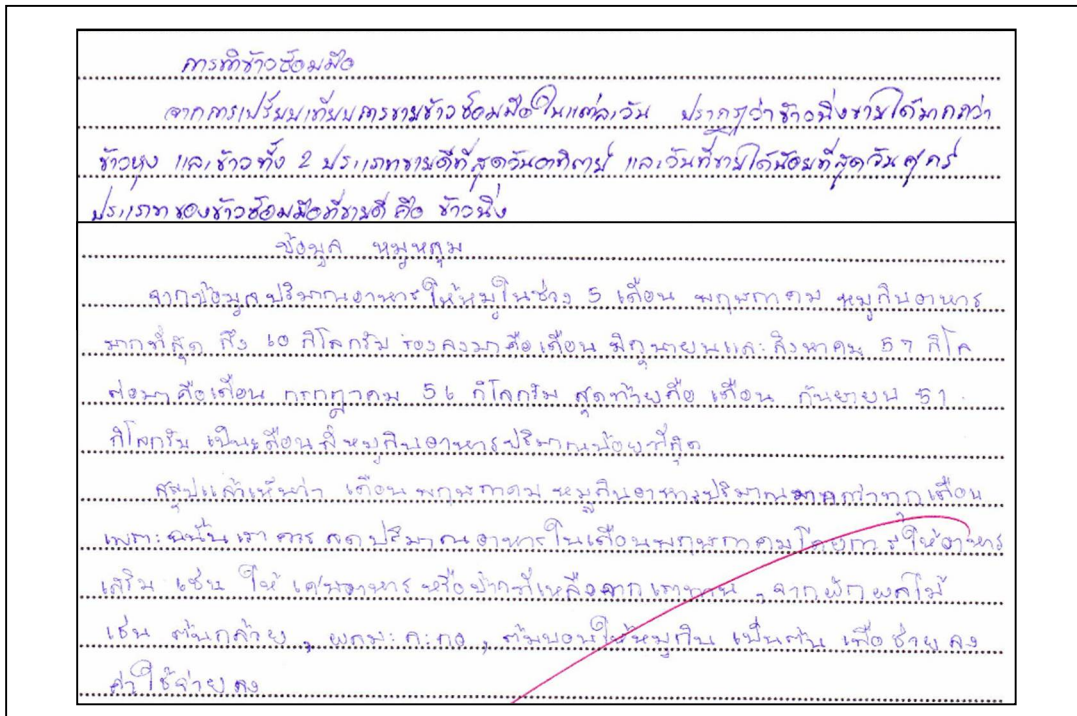 การทำข้าวซ้อมมือ
จากการเปรียบเทียบการขายข้าวซ้อมมือในแต่ละวัน ปรากฏว่าข้าวนึ่งขายได้มากกว่า
ข้าวหุง และข้าวทั้ง 2 ประเภทขายดีที่สุดวันอาทิตย์ และวันที่ขายได้น้อยที่สุดวันศุกร์
ประเภทของข้าวซ้อมมือที่ขายดี คือ ข้าวนึ่ง
ข้อมูล หมูหลุม
จากข้อมูลปริมาณอาหารให้หมูในช่วง 5 เดือน พฤษภาคม หมูกินอาหาร
มากที่สุด ถึง 60 กิโลกรัม รองลงมาคือเดือน มิถุนายนและสิงหาคม 57 กิโล
ต่อมาคือเดือน กรกฎาคม 56 กิโลกรัม สุดท้ายคือ เดือน กันยายน 51
กิโลกรัม เป็นเดือนที่หมูกินอาหารปริมาณน้อยที่สุด
สรุปแล้วเห็นว่า เดือนพฤษภาคม หมูกินอาหารปริมาณมากกว่าทุกเดือน
เพราะฉะนั้นเราควรลดปริมาณอาหารในเดือนพฤษภาคมโดยการให้อาหาร
เสริม เช่น ให้เศษอาหารหรือข้าวที่เหลือจากเราทาน, จากผักผลไม้
เช่น ต้นกล้วย, ผลมะละกอ, ต้มบอนให้หมูกิน เป็นต้น เพื่อช่วยลง
ค่าใช้จ่ายลง